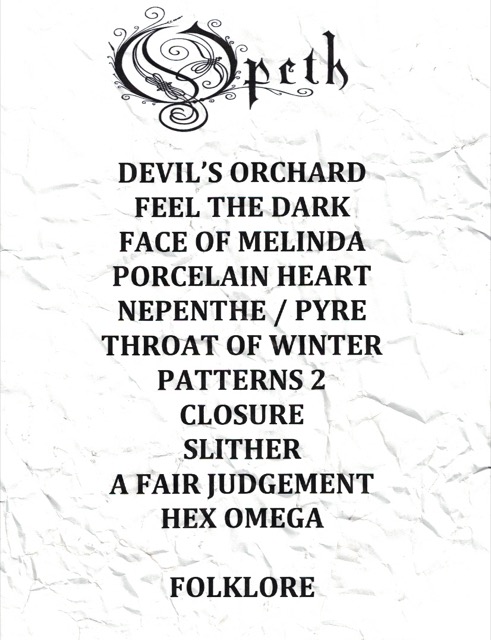 Opeth
DEVIL'S ORCHARD
FEEL THE DARK
FACE OF MELINDA
PORCELAIN HEART
NEPENTHE / PYRE
THROAT OF WINTER
PATTERNS 2
CLOSURE
SLITHER
A FAIR JUDGEMENT
HEX OMEGA
FOLKLORE